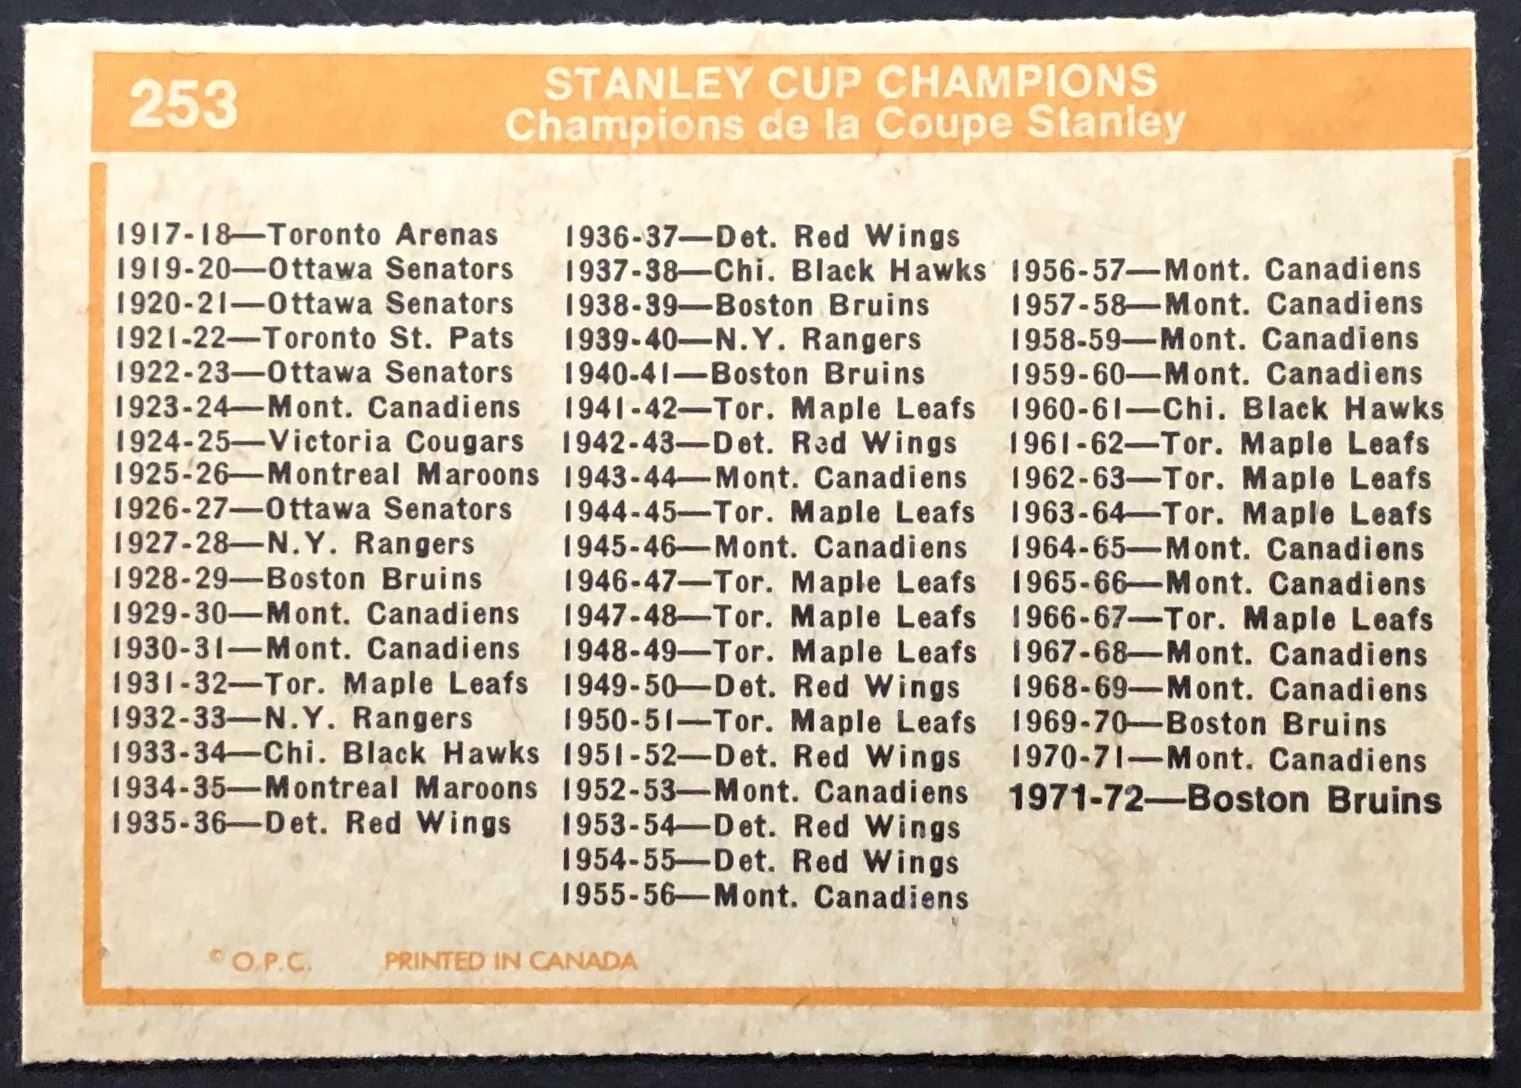 253
STANLEY CUP CHAMPIONS
Champions de la Coupe Stanley
1917-18—Toronto Arenas
1919-20—Ottawa Senators
1920-21—Ottawa Senators
1921-22—Toronto St. Pats
1922-23—Ottawa Senators
1923-24—Mont. Canadiens
1924-25—Victoria Cougars
1925-26—Montreal Maroons
1926-27—Ottawa Senators
1927-28—N.Y. Rangers
1928-29—Boston Bruins
1929-30—Mont. Canadiens
1930-31—Mont. Canadiens
1931-32—Tor. Maple Leafs
1932-33—N.Y. Rangers
1933-34—Chi. Black Hawks
1934-35—Montreal Maroons
1935-36—Det. Red Wings
1936-37—Det. Red Wings
1937-38—Chi. Black Hawks
1938-39—Boston Bruins
1939-40—N.Y. Rangers
1940-41—Boston Bruins
1941-42—Tor. Maple Leafs
1942-43—Det. Red Wings
1943-44—Mont. Canadiens
1944-45—Tor. Maple Leafs
1945-46—Mont. Canadiens
1946-47—Tor. Maple Leafs
1947-48—Tor. Maple Leafs
1948-49—Tor. Maple Leafs
1949-50—Det. Red Wings
1950-51—Tor. Maple Leafs
1951-52—Det. Red Wings
1952-53—Mont. Canadiens
1953-54—Det. Red Wings
1954-55—Det. Red Wings
1955-56—Mont. Canadiens
1956-57—Mont. Canadiens
1957-58—Mont. Canadiens
1958-59—Mont. Canadiens
1959-60—Mont. Canadiens
1960-61—Chi. Black Hawks
1961-62—Tor. Maple Leafs
1962-63—Tor. Maple Leafs
1963-64—Tor. Maple Leafs
1964-65—Mont. Canadiens
1965-66—Mont. Canadiens
1966-67—Tor. Maple Leafs
1967-68—Mont. Canadiens
1968-69—Mont. Canadiens
1969-70—Boston Bruins
1970-71—Mont. Canadiens
1971-72—Boston Bruins
© O.P.C. PRINTED IN CANADA